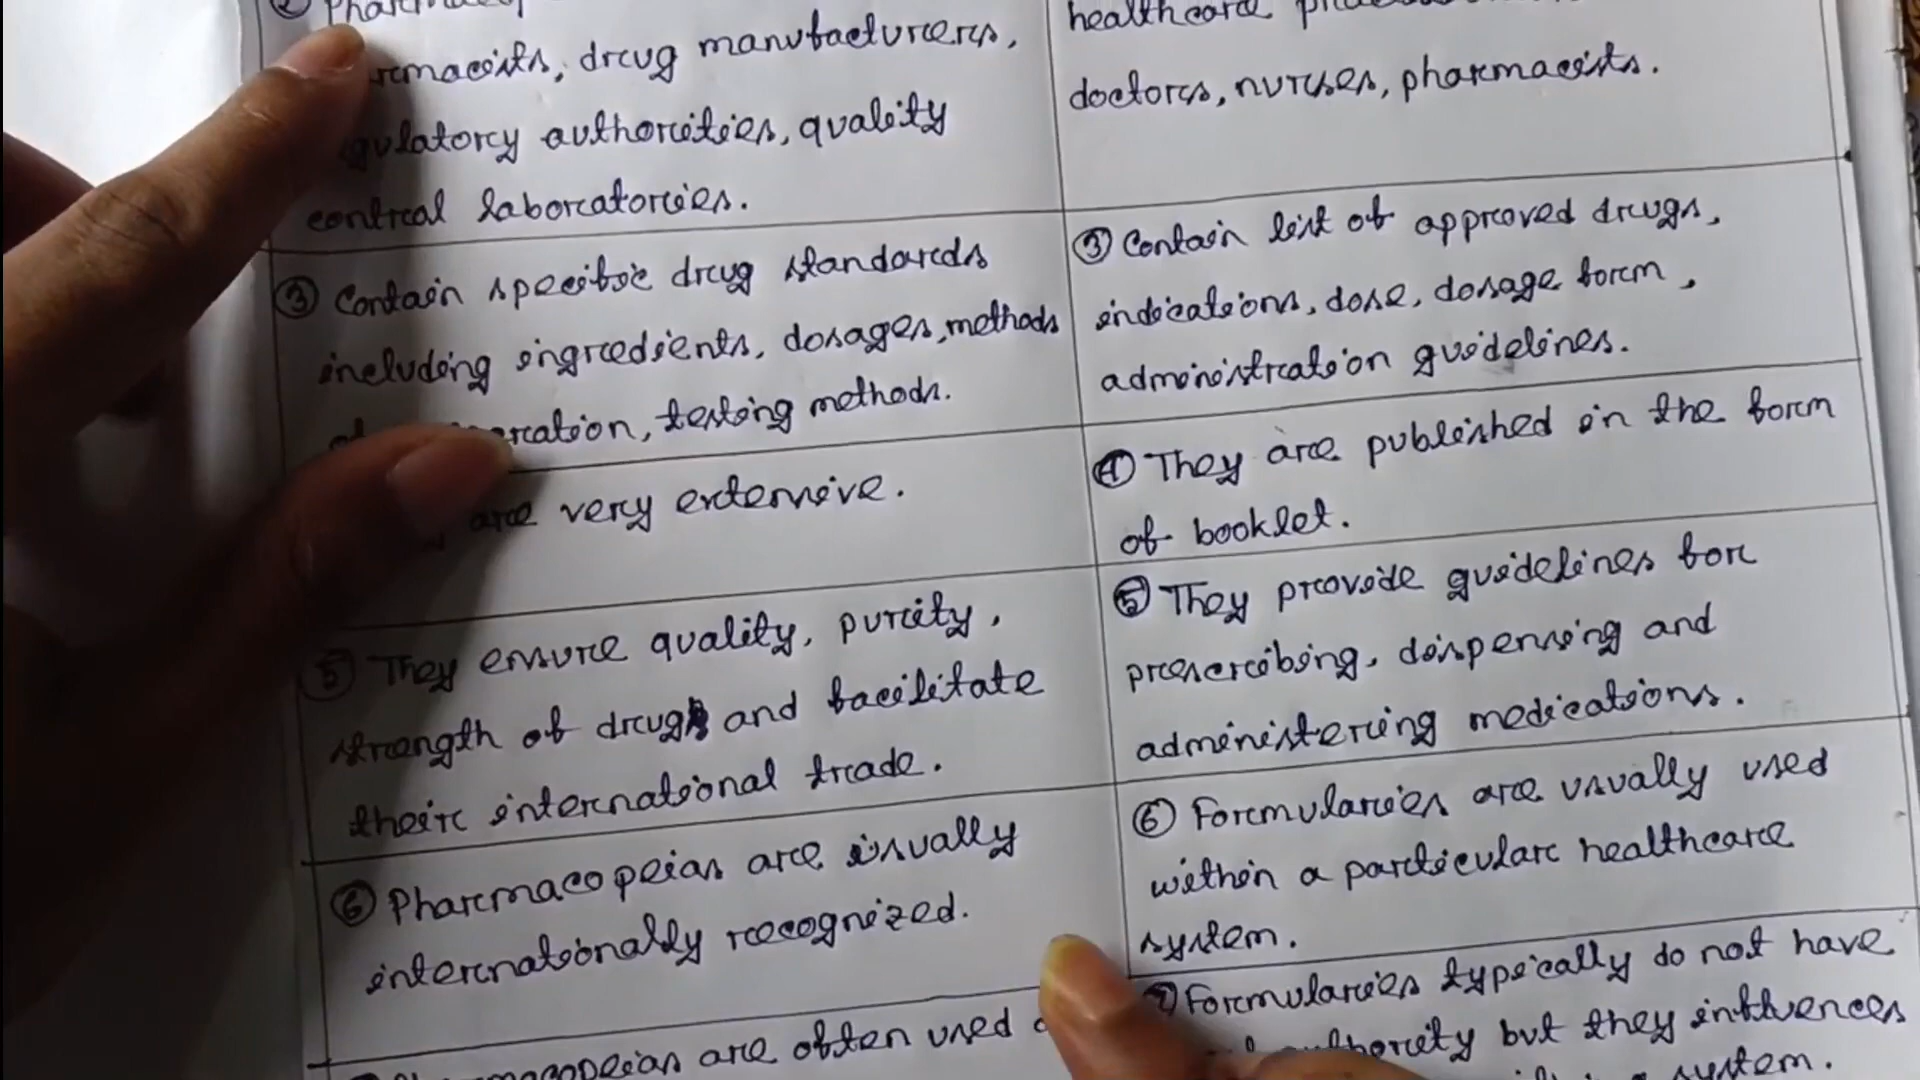 drug manufacturers,
authorities, quality
control laboratories.
③ Contain specific drug standards
including ingredients, dosages, methods
testing methods.
are very extensive.
⑤ They ensure quality, purity,
strength of drugs and facilitate
their international trade.
⑥ Pharmacopeias are usually
internationally recognized.
are often used
healthcare
doctors, nurses, pharmacists.
③ Contain list of approved drugs,
indications, dose, dosage form,
administration guidelines.
④ They are published in the form
of booklet.
⑤ They provide guidelines for
prescribing, dispensing and
administering medications.
⑥ Formularies are usually used
within a particular healthcare
system.
⑦ Formularies typically do not have
authority but they influences
system.